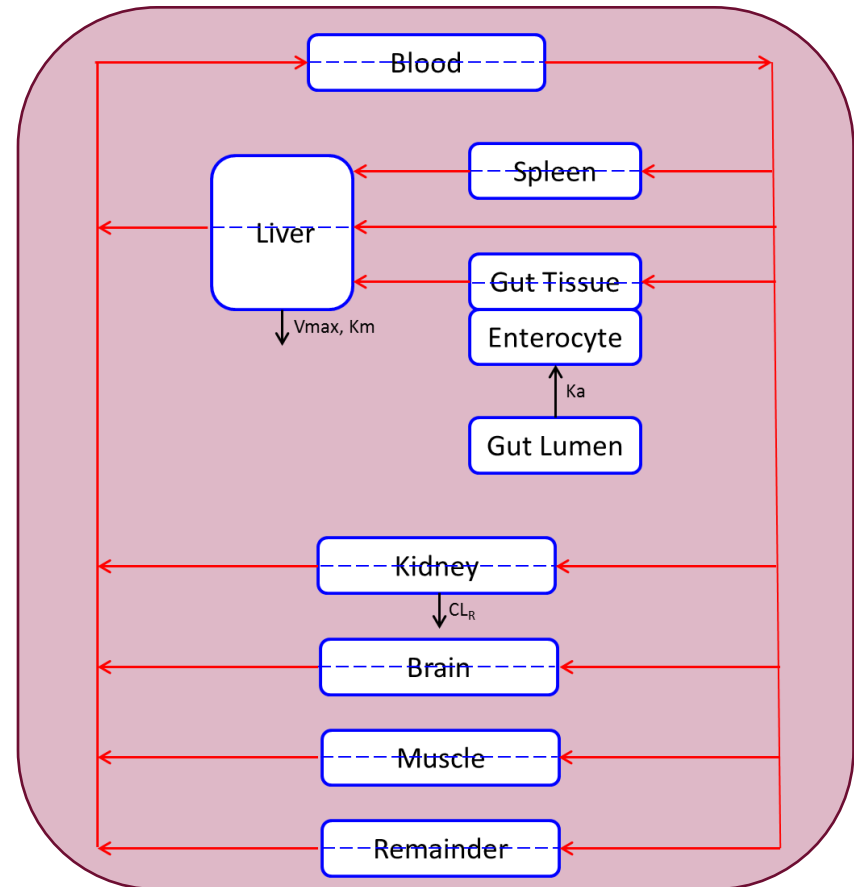 Blood
Spleen
Liver
Gut Tissue
Vmax, Km
Enterocyte
Ka
Gut Lumen
Kidney
CLR
Brain
Muscle
Remainder